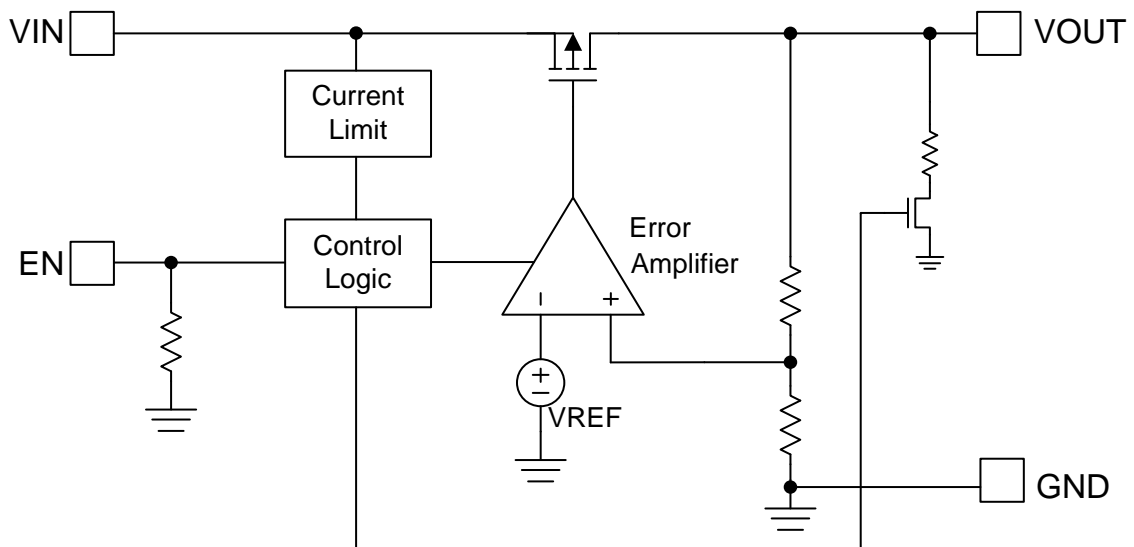 VIN
VOUT
Current
Limit
EN
Control
Logic
Error
Amplifier
− +
+
−
VREF
GND